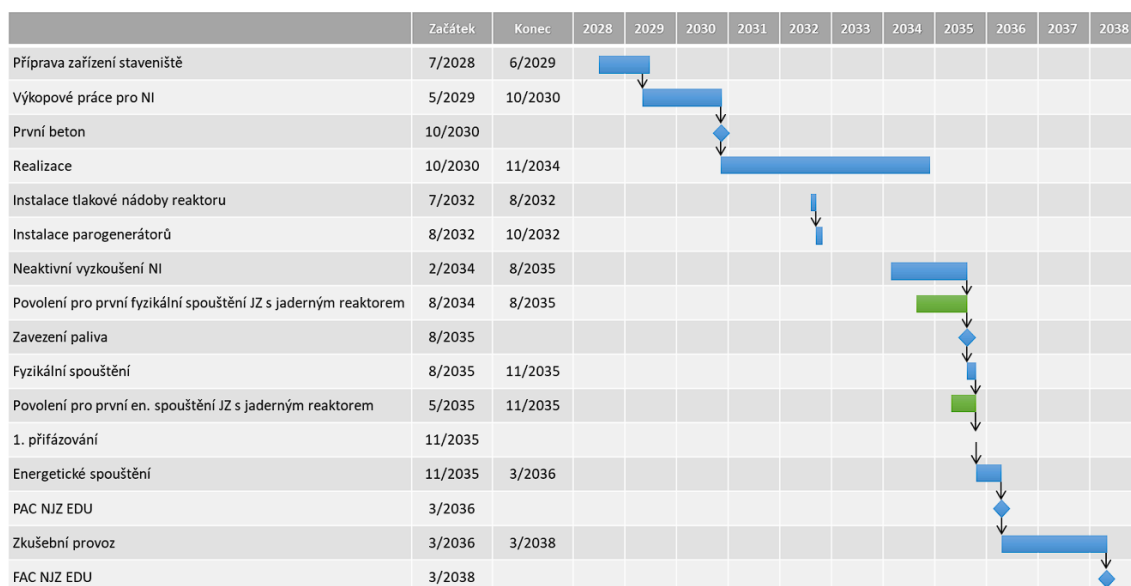 Začátek Konec 2028 2029 2030 2031 2032 2033 2034 2035 2036 2037 2038
Příprava zařízení staveniště 7/2028 6/2029
Výkopové práce pro NI 5/2029 10/2030
První beton 10/2030
Realizace 10/2030 11/2034
Instalace tlakové nádoby reaktoru 7/2032 8/2032
Instalace parogenerátorů 8/2032 10/2032
Neaktivní vyzkoušení NI 2/2034 8/2035
Povolení pro první fyzikální spouštění JZ s jaderným reaktorem 8/2034 8/2035
Zavezení paliva 8/2035
Fyzikální spouštění 8/2035 11/2035
Povolení pro první en. spouštění JZ s jaderným reaktorem 5/2035 11/2035
1. přifázování 11/2035
Energetické spouštění 11/2035 3/2036
PAC NJZ EDU 3/2036
Zkušební provoz 3/2036 3/2038
FAC NJZ EDU 3/2038